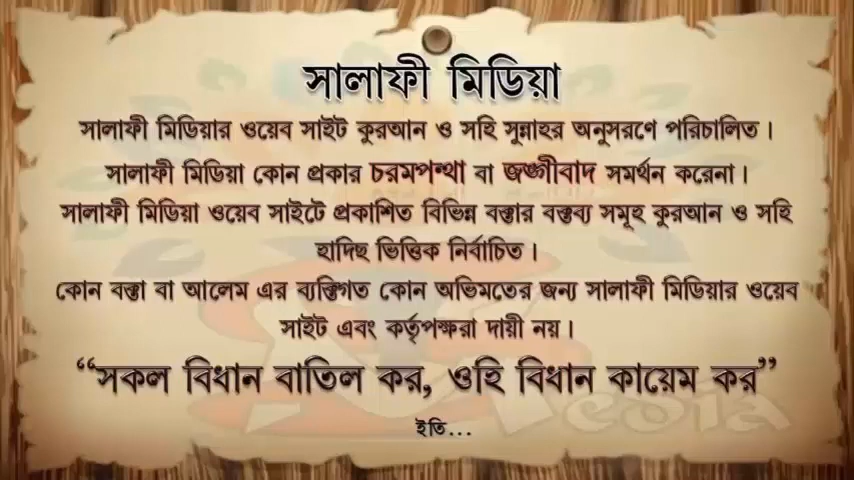 সালাফী মিডিয়া
সালাফী মিডিয়ার ওয়েব সাইট কুরআন ও সহি সুন্নাহর অনুসরণে পরিচালিত।
সালাফী মিডিয়া কোন প্রকার চরমপন্থা বা জঙ্গীবাদ সমর্থন করেনা।
সালাফী মিডিয়া ওয়েব সাইটে প্রকাশিত বিভিন্ন বক্তার বক্তব্য সমূহ কুরআন ও সহি
হাদিছ ভিত্তিক নির্বাচিত।
কোন বক্তা বা আলেম এর ব্যক্তিগত কোন অভিমতের জন্য সালাফী মিডিয়ার ওয়েব
সাইট এবং কর্তৃপক্ষরা দায়ী নয়।
“সকল বিধান বাতিল কর, ওহি বিধান কায়েম কর”
ইতি...